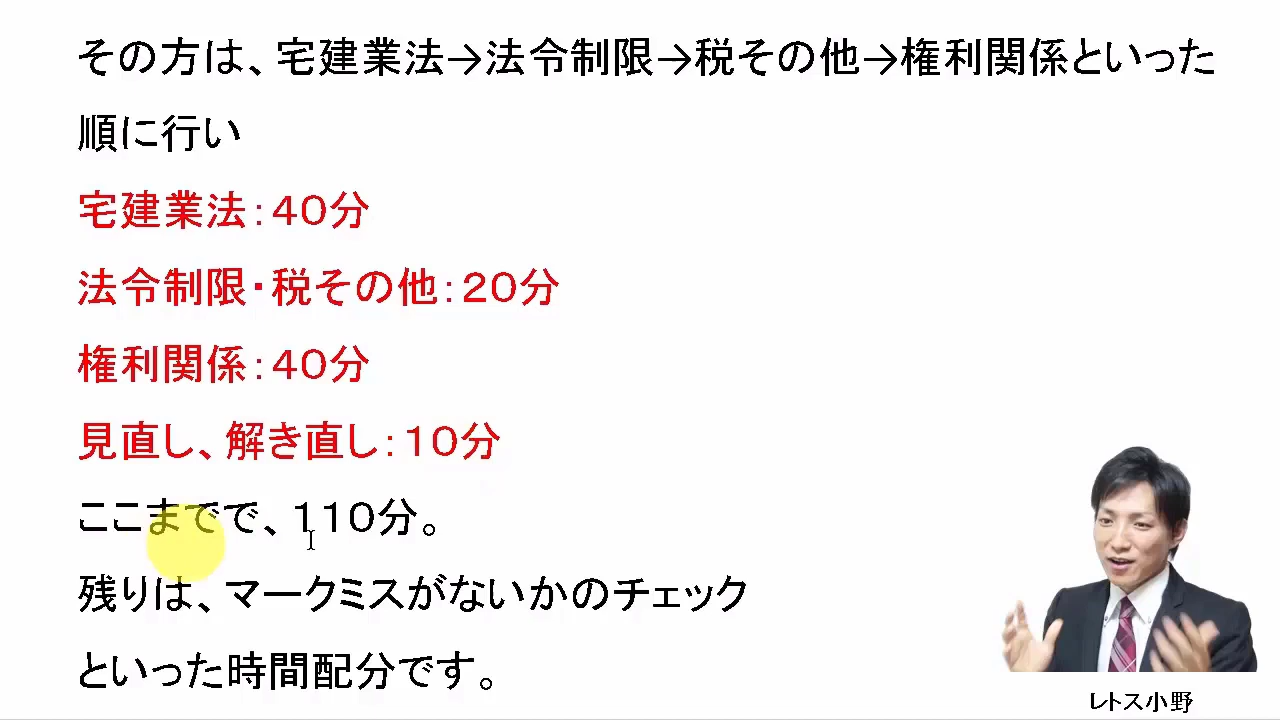 その方は、宅建業法→法令制限→税その他→権利関係といった
順に行い
宅建業法：４０分
法令制限・税その他：２０分
権利関係：４０分
見直し、解き直し：１０分
ここまでで、１１０分。
残りは、マークミスがないかのチェック
といった時間配分です。
レトス小野